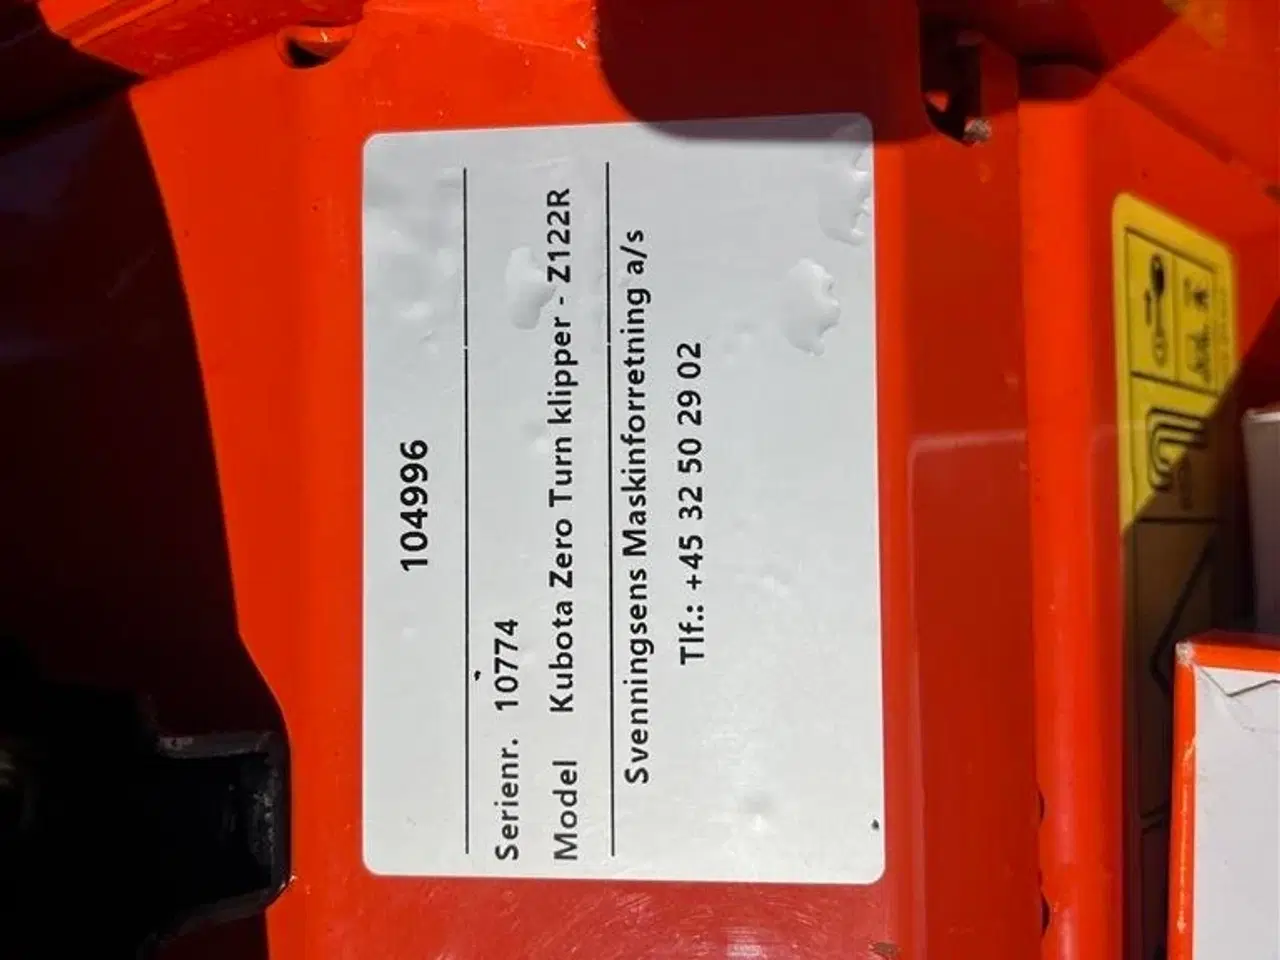 104996
Serienr. 10774
Model Kubota Zero Turn klipper - Z122R
Svenningsens Maskinforretning a/s
Tlf.: +45 32 50 29 02